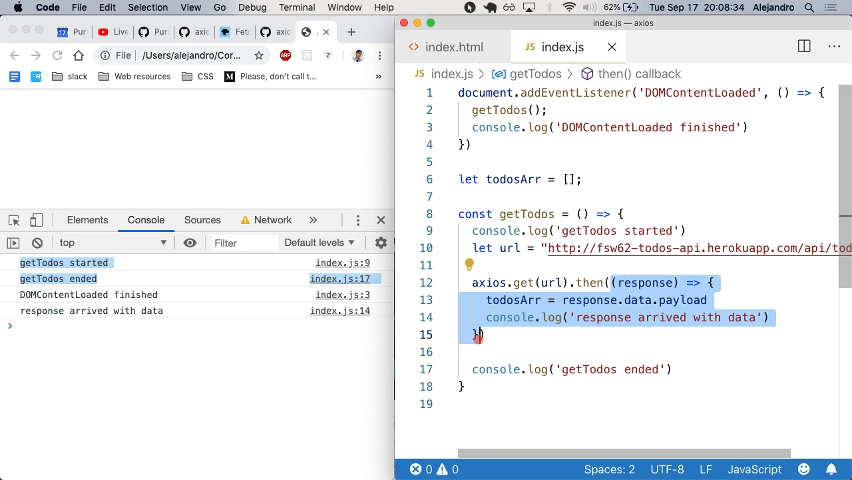 Code File Edit Selection View Go Debug Terminal Window Help 62% Tue Sep 17 20:08:34 Alejandro
index.js — axios
Pur Live Pur axio Fet axio
File /Users/alejandro/Cor...
slack Web resources CSS Please, don't call t...
index.html index.js
JS index.js > getTodos > then() callback
Elements Console Sources Network
top Filter Default levels
getTodos started index.js:9
getTodos ended index.js:17
DOMContentLoaded finished index.js:3
response arrived with data index.js:14
1 document.addEventListener('DOMContentLoaded', () => {
2 getTodos();
3 console.log('DOMContentLoaded finished')
4 })
5
6 let todosArr = [];
7
8 const getTodos = () => {
9 console.log('getTodos started')
10 let url = "http://fsw62-todos-api.herokuapp.com/api/tod
11
12 axios.get(url).then((response) => {
13 todosArr = response.data.payload
14 console.log('response arrived with data')
15 })
16
17 console.log('getTodos ended')
18 }
19
0 0 Spaces: 2 UTF-8 LF JavaScript